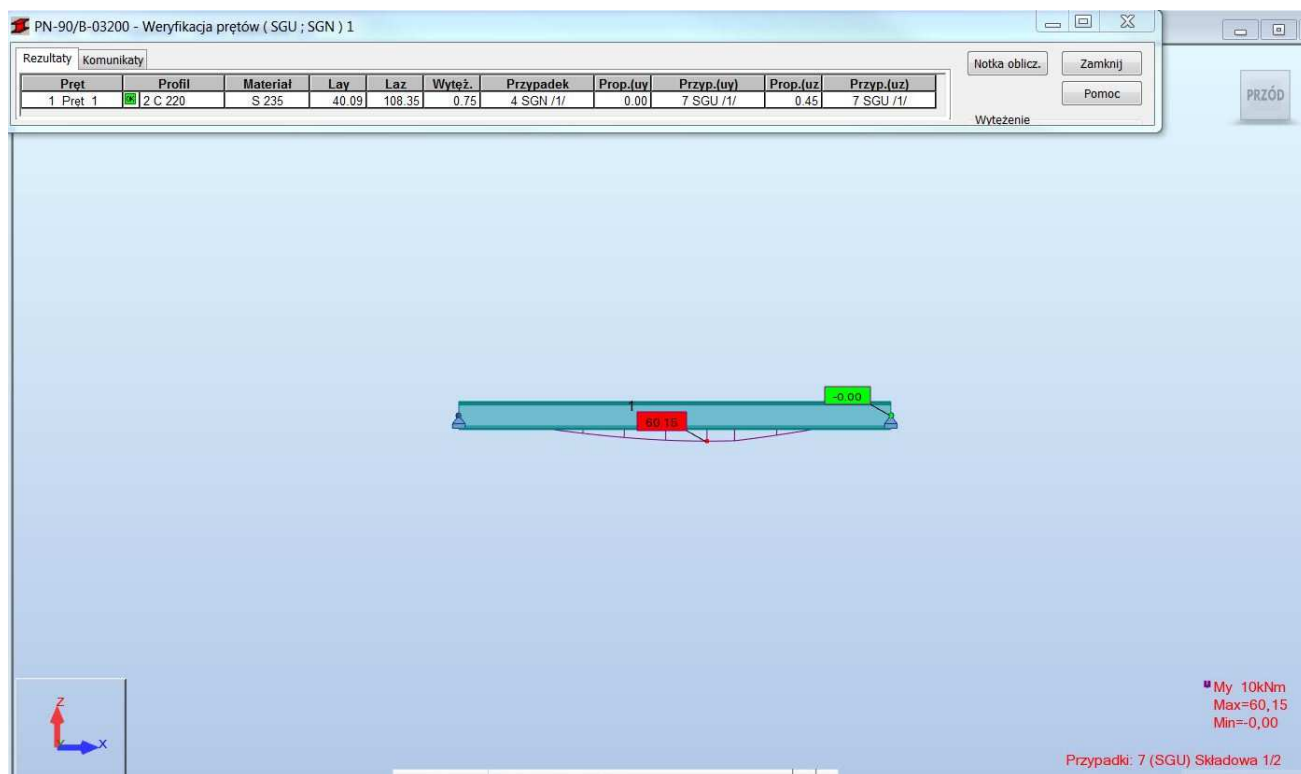 PN-90/B-03200 - Weryfikacja prętów ( SGU ; SGN ) 1
Rezultaty Komunikaty
Notka oblicz. Zamknij
Pręt Profil Materiał Lay Laz Wytęż. Przypadek Prop.(uy Przyp.(uy) Prop.(uz Przyp.(uz)
1 Pręt 1 OK 2 C 220 S 235 40.09 108.35 0.75 4 SGN /1/ 0.00 7 SGU /1/ 0.45 7 SGU /1/
Pomoc
PRZÓD
Wytężenie
-0.00
1
60.15
My 10kNm
Max=60,15
Min=-0,00
Z
Y X
Przypadki: 7 (SGU) Składowa 1/2